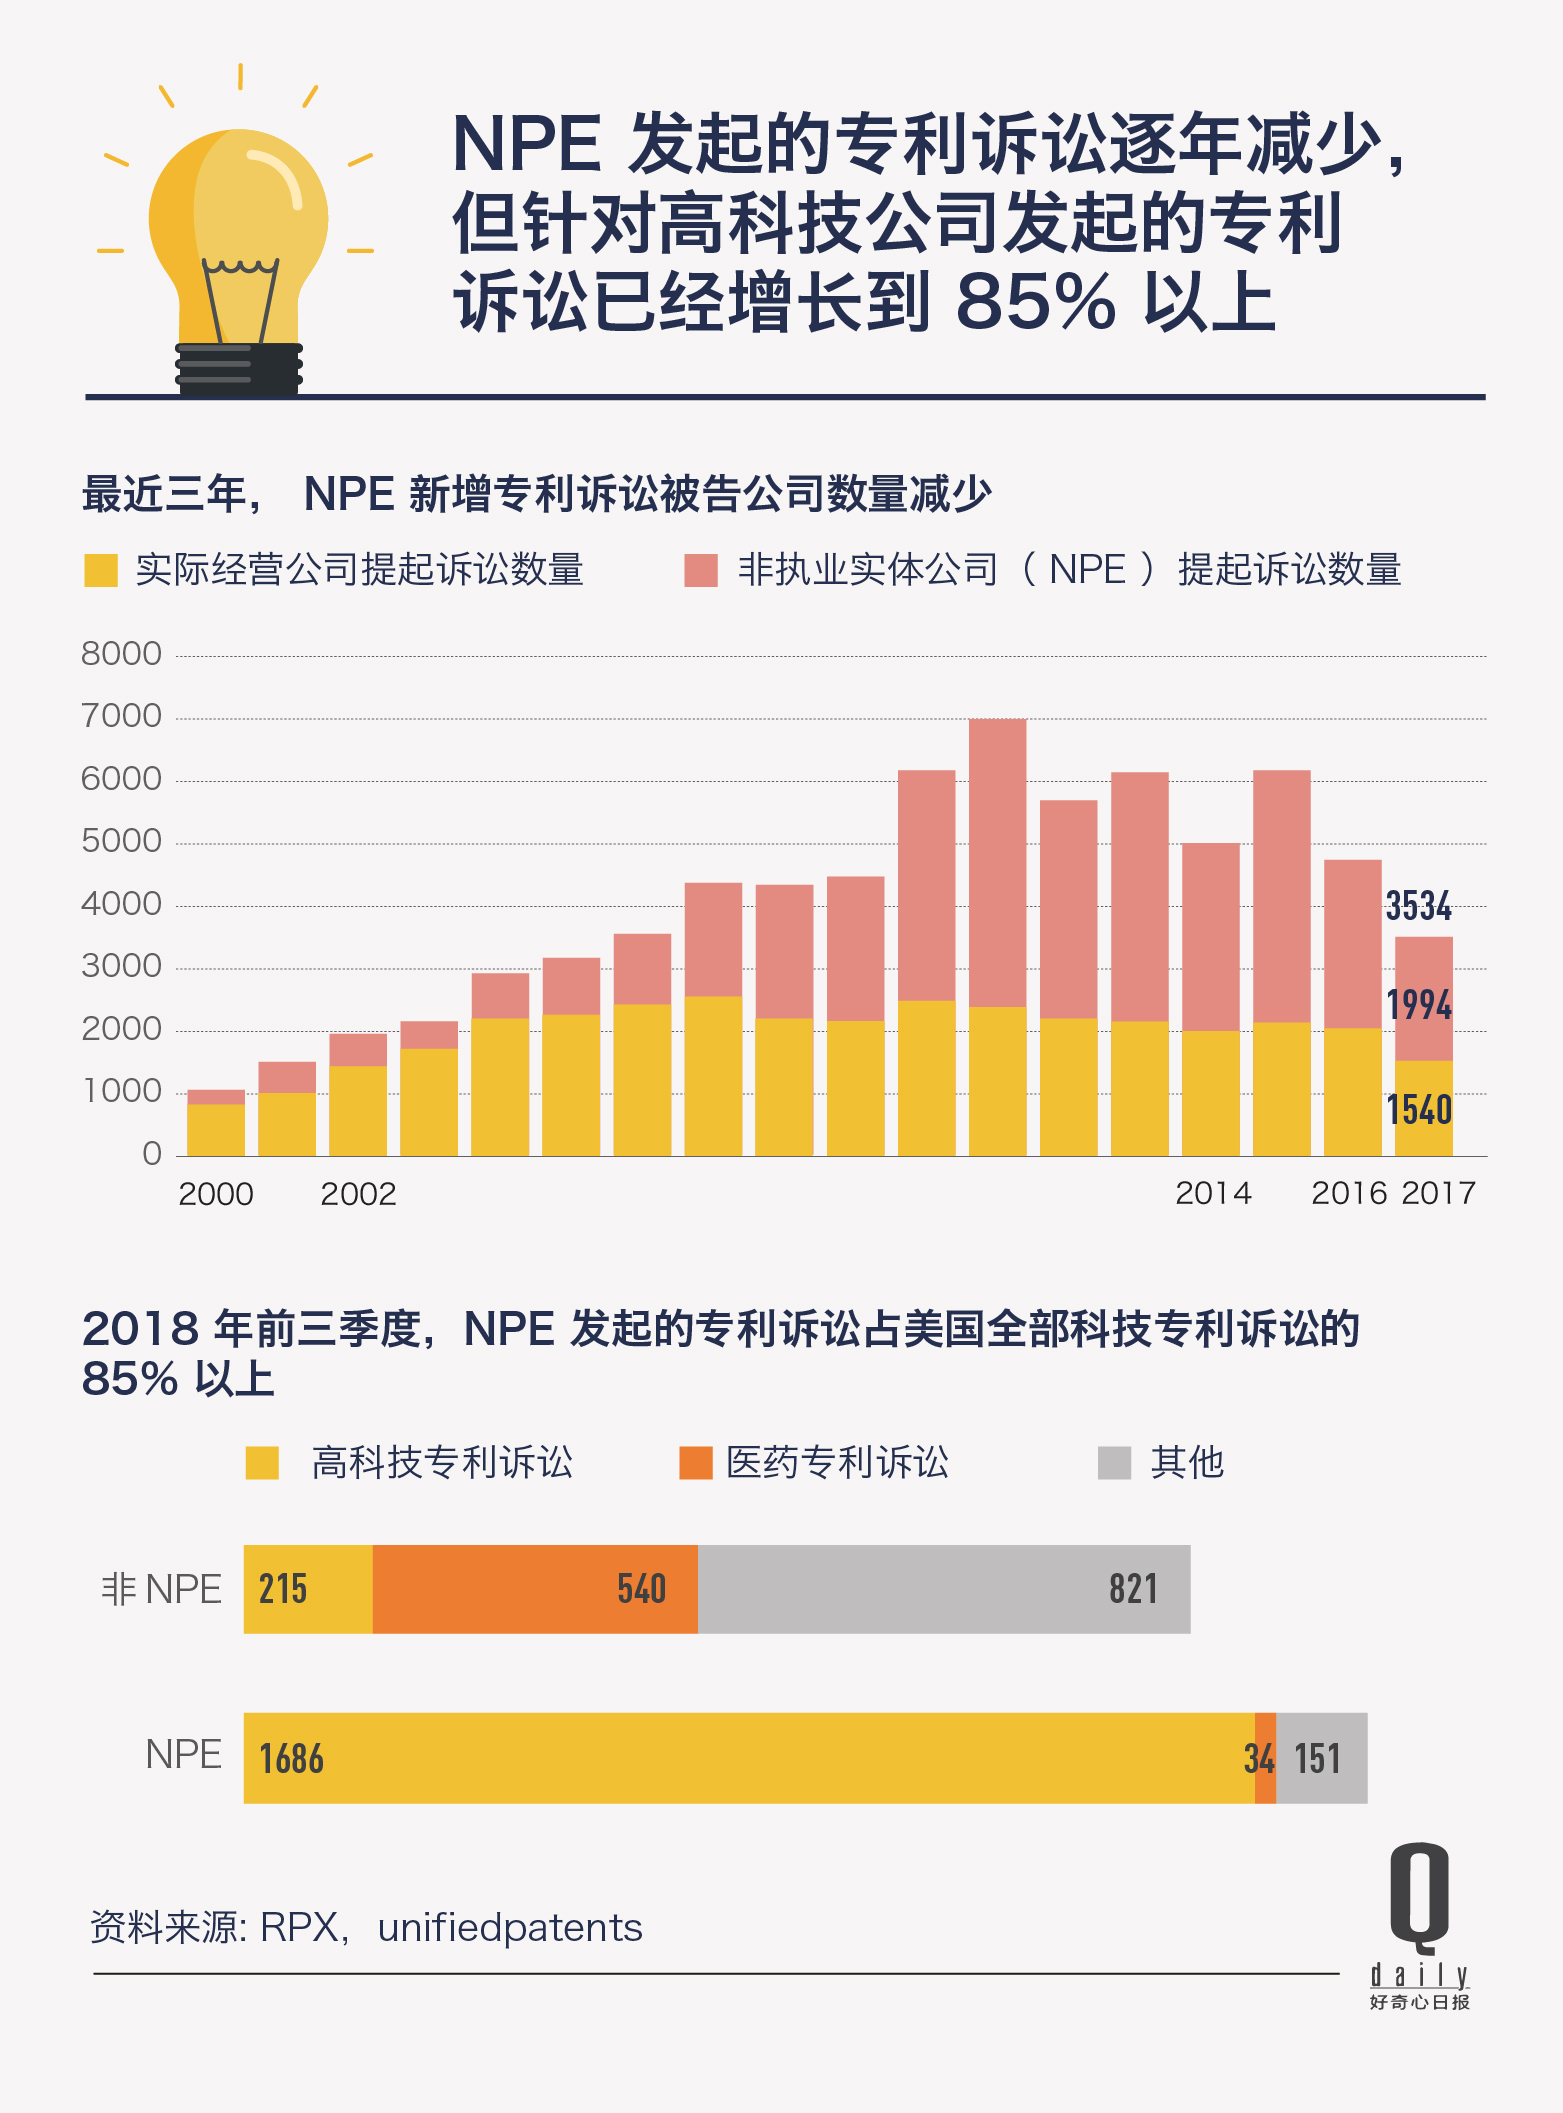 NPE 发起的专利诉讼逐年减少，
但针对高科技公司发起的专利
诉讼已经增长到 85% 以上
最近三年， NPE 新增专利诉讼被告公司数量减少
实际经营公司提起诉讼数量
非执业实体公司（ NPE ）提起诉讼数量
8000
7000
6000
5000
4000
3000
2000
1000
0
3534
1994
1540
2000 2002 2014 2016 2017
2018 年前三季度，NPE 发起的专利诉讼占美国全部科技专利诉讼的
85% 以上
高科技专利诉讼 医药专利诉讼 其他
非 NPE 215 540 821
NPE 1686 34 151
资料来源: RPX，unifiedpatents
Q
daily
好奇心日报